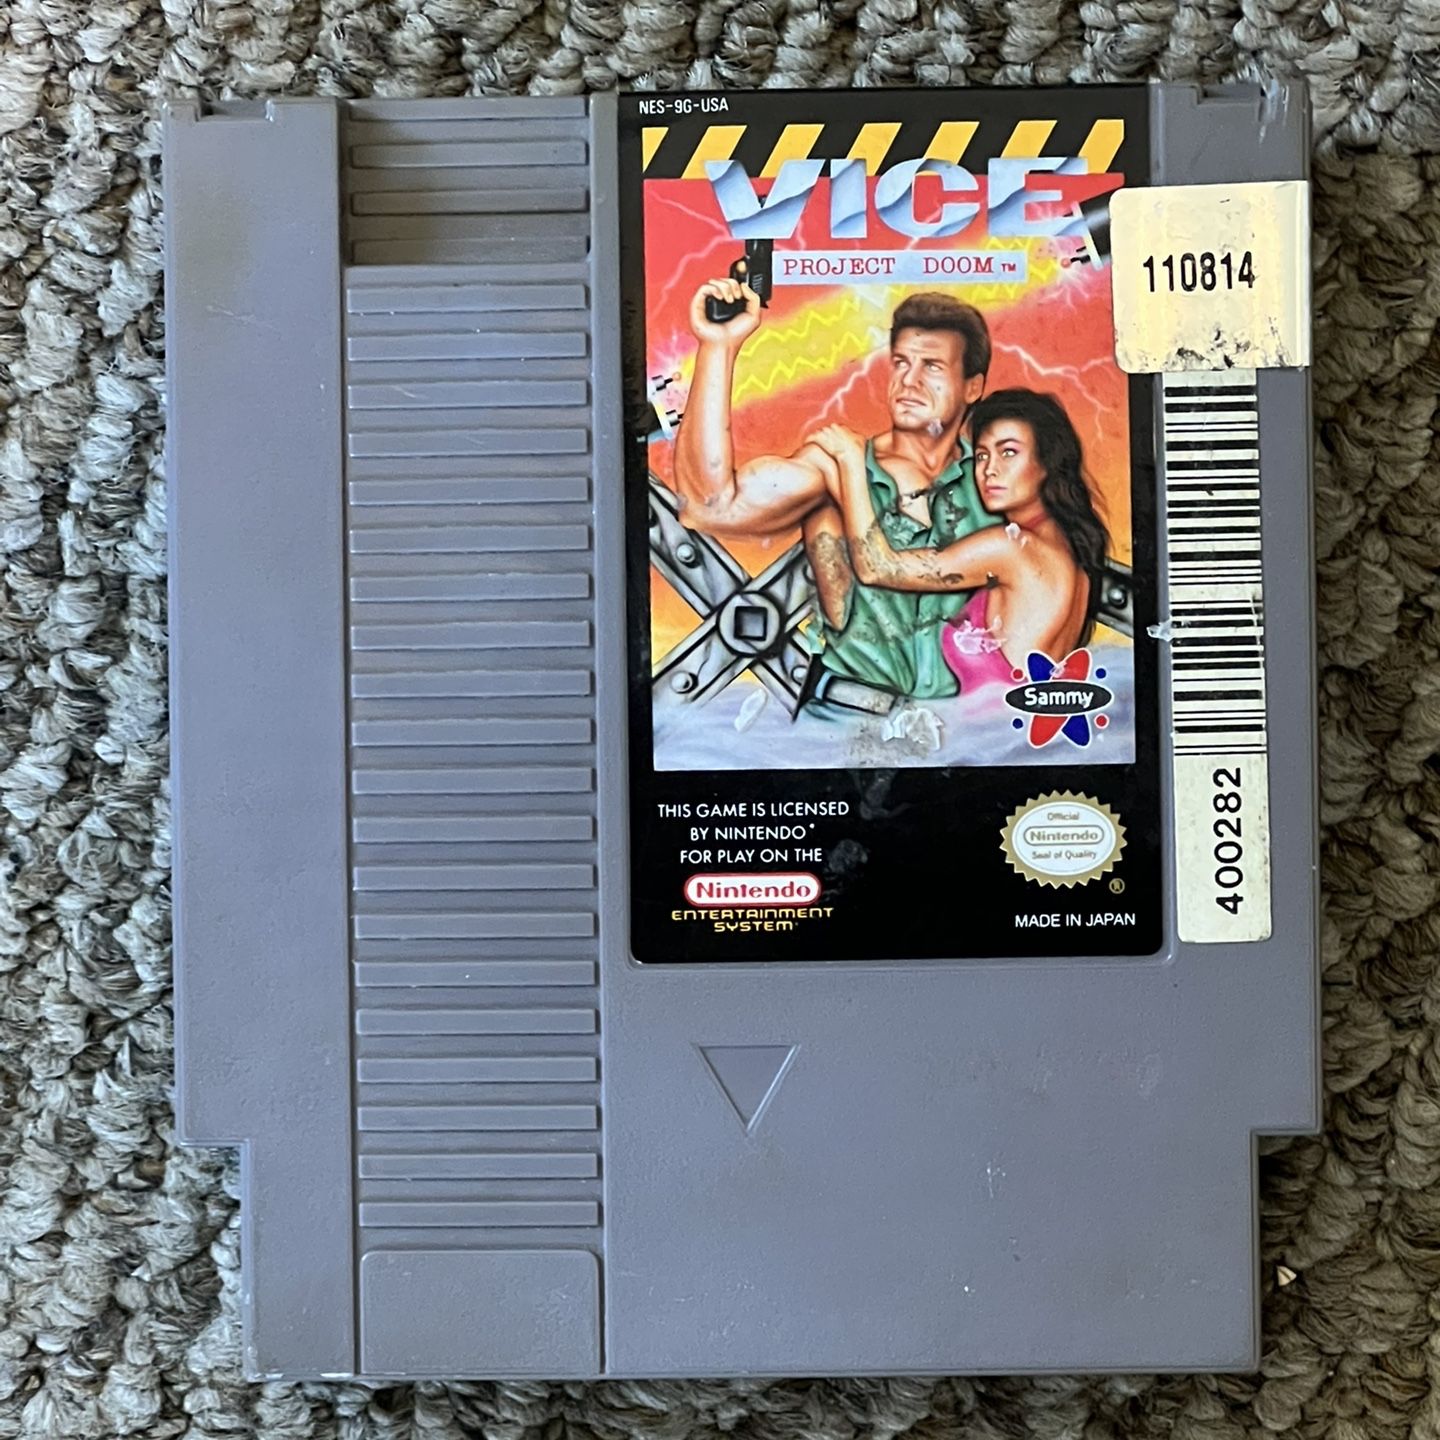 NES-9G-USA
VICE
PROJECT DOOM™
110814
Sammy
400282
THIS GAME IS LICENSED
BY NINTENDO®
FOR PLAY ON THE
Nintendo
ENTERTAINMENT
SYSTEM®
Official
Nintendo
Seal of Quality
®
MADE IN JAPAN